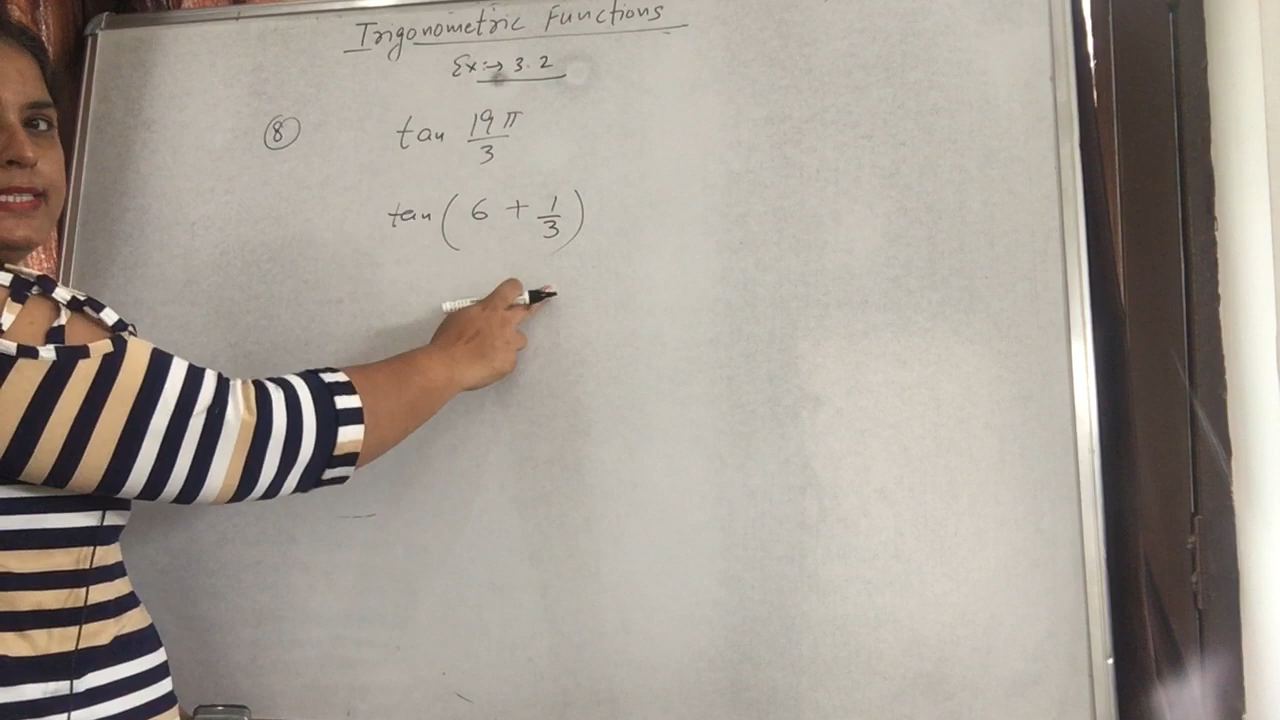 Trigonometric Functions
Ex:→ 3.2
8 tan 19π/3
tan(6 + 1/3)